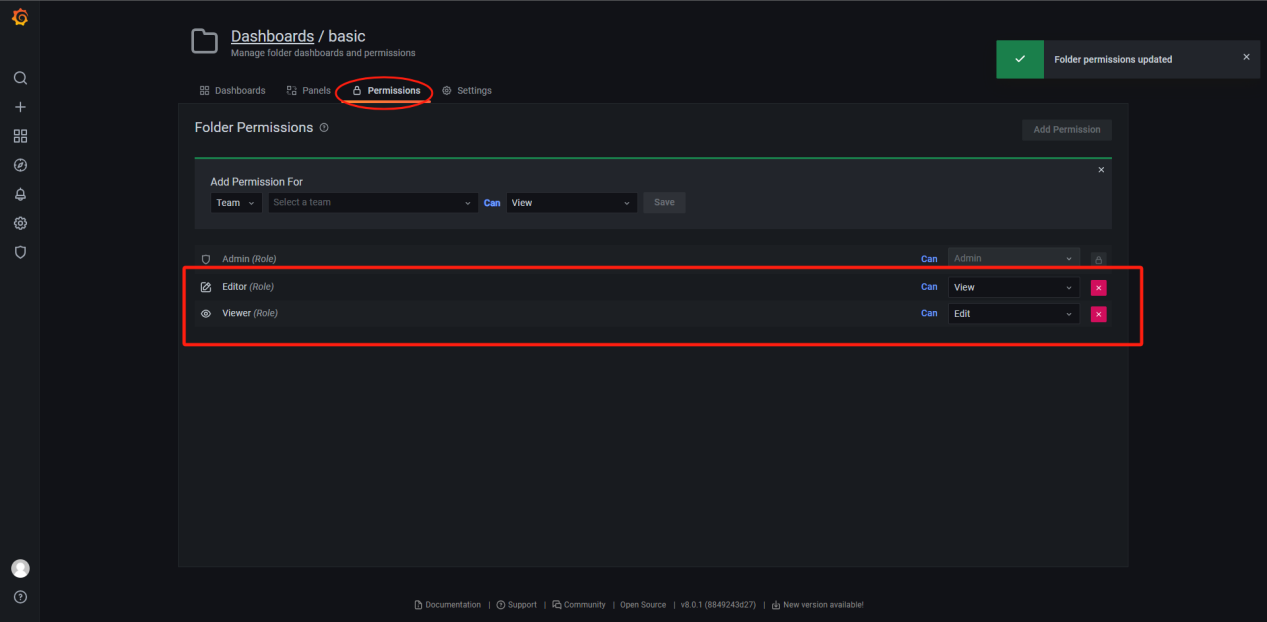 Dashboards / basic
Manage folder dashboards and permissions
Folder permissions updated
Dashboards Panels Permissions Settings
Folder Permissions
Add Permission
Add Permission For
Team Select a team Can View Save
Admin (Role) Can Admin
Editor (Role) Can View
Viewer (Role) Can Edit
Documentation | Support | Community | Open Source | v8.0.1 (8849243d27) | New version available!